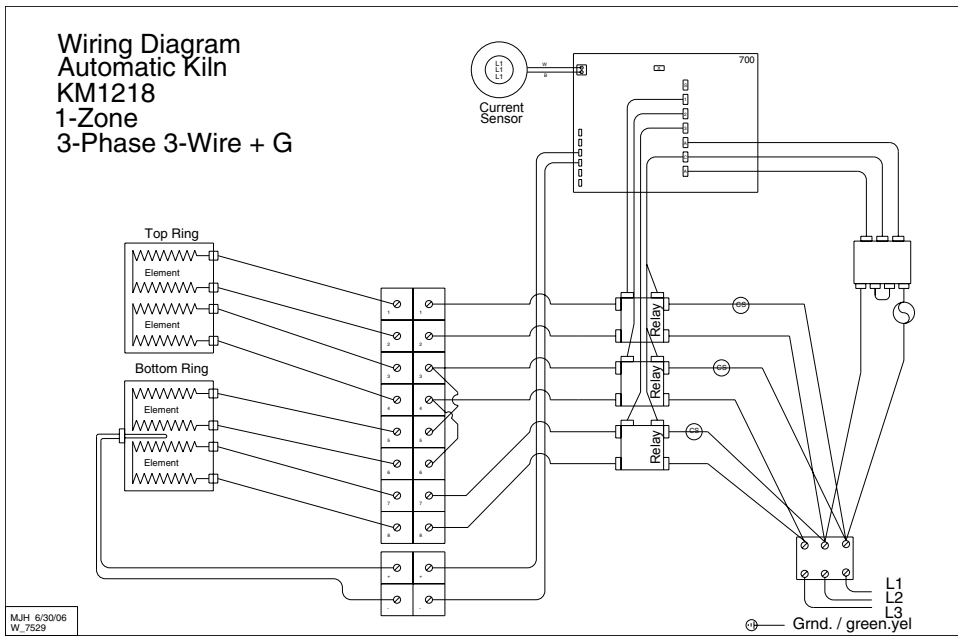 Wiring Diagram
Automatic Kiln
KM1218
1-Zone
3-Phase 3-Wire + G
L1
L1
L1
W
B
Current
Sensor
700
Top Ring
Element
Element
Bottom Ring
Element
Element
1 1
2 2
3 3
4 4
5 5
6 6
7 7
8 8
+ +
- -
Relay
Relay
Relay
CS
CS
CS
L1
L2
L3
Grnd. / green.yel
MJH 6/30/06
W_7529